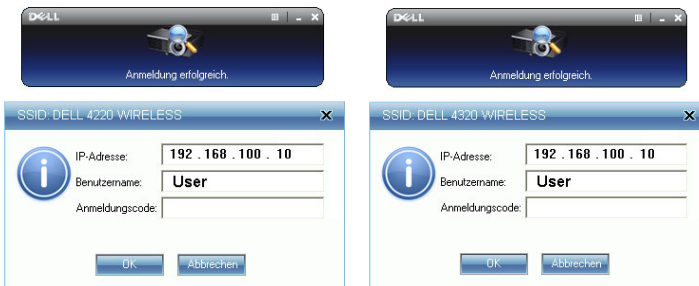 DELL
Anmeldung erfolgreich.
SSID: DELL 4220 WIRELESS
IP-Adresse: 192 . 168 . 100 . 10
Benutzername: User
Anmeldungscode:
OK Abbrechen
DELL
Anmeldung erfolgreich.
SSID: DELL 4320 WIRELESS
IP-Adresse: 192 . 168 . 100 . 10
Benutzername: User
Anmeldungscode:
OK Abbrechen